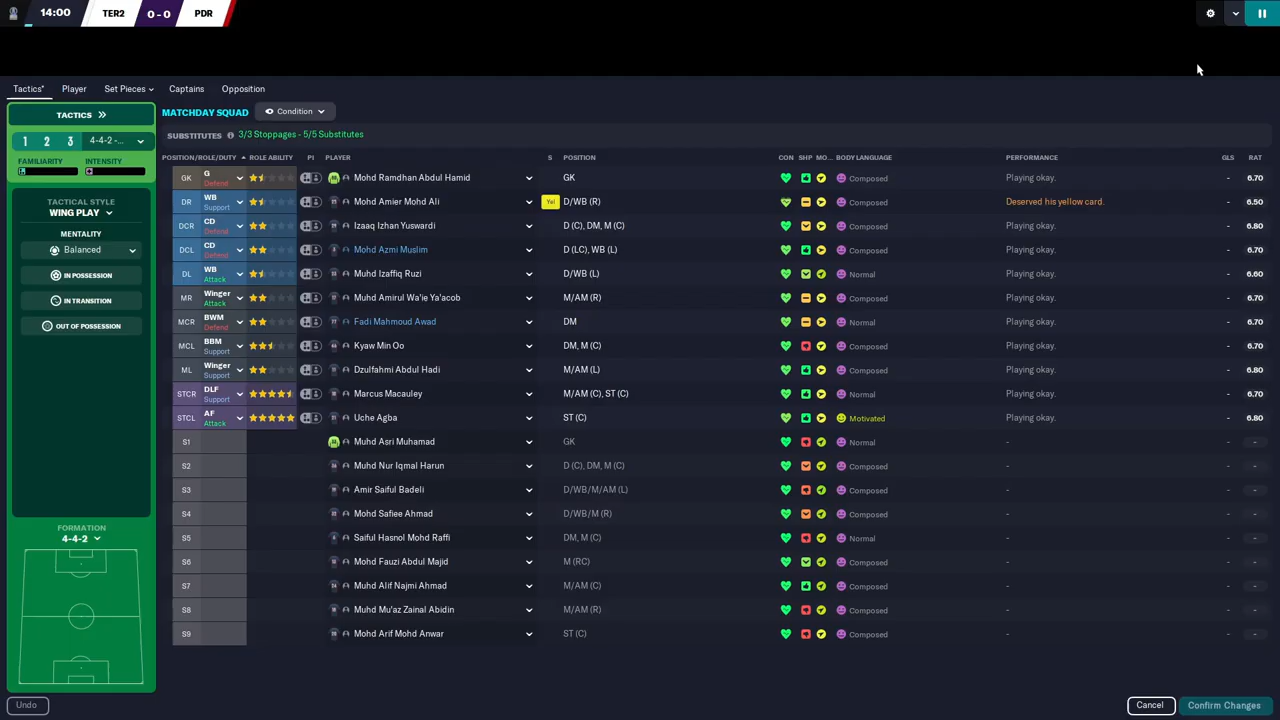 14:00 TER2 0 - 0 PDR
Tactics* Player Set Pieces Captains Opposition
TACTICS
MATCHDAY SQUAD Condition
1 2 3 4-4-2 -...
SUBSTITUTES 3/3 Stoppages - 5/5 Substitutes
FAMILIARITY INTENSITY
POSITION/ROLE/DUTY ROLE ABILITY PI PLAYER S POSITION CON SHP MO... BODY LANGUAGE PERFORMANCE GLS RAT
GK G Defend Mohd Ramdhan Abdul Hamid GK Composed Playing okay. - 6.70
DR WB Support Mohd Amier Mohd Ali Yel D/WB (R) Composed Deserved his yellow card. - 6.50
DCR CD Defend Izaaq Izhan Yuswardi D (C), DM, M (C) Composed Playing okay. - 6.80
DCL CD Defend Mohd Azmi Muslim D (LC), WB (L) Composed Playing okay. - 6.80
DL WB Attack Muhd Izaffiq Ruzi D/WB (L) Normal Playing okay. - 6.60
MR Winger Attack Muhd Amirul Wa'ie Ya'acob M/AM (R) Composed Playing okay. - 6.70
MCR BWM Defend Fadi Mahmoud Awad DM Normal Playing okay. - 6.70
MCL BBM Support Kyaw Min Oo DM, M (C) Composed Playing okay. - 6.70
ML Winger Support Dzulfahmi Abdul Hadi M/AM (L) Composed Playing okay. - 6.80
STCR DLF Support Marcus Macauley M/AM (C), ST (C) Normal Playing okay. - 6.70
STCL AF Attack Uche Agba ST (C) Motivated Playing okay. - 6.80
S1 Muhd Asri Muhamad GK Normal - -
S2 Muhd Nur Iqmal Harun D (C), DM, M (C) Composed - -
S3 Amir Saiful Badeli D/WB/M/AM (L) Composed - -
S4 Mohd Safiee Ahmad D/WB/M (R) Composed - -
S5 Saiful Hasnol Mohd Raffi DM, M (C) Normal - -
S6 Mohd Fauzi Abdul Majid M (RC) Composed - -
S7 Muhd Alif Najmi Ahmad M/AM (C) Composed - -
S8 Muhd Mu'az Zainal Abidin M/AM (R) Composed - -
S9 Mohd Arif Mohd Anwar ST (C) Composed - -
TACTICAL STYLE
WING PLAY
MENTALITY
Balanced
IN POSSESSION
IN TRANSITION
OUT OF POSSESSION
FORMATION
4-4-2
Undo Cancel Confirm Changes